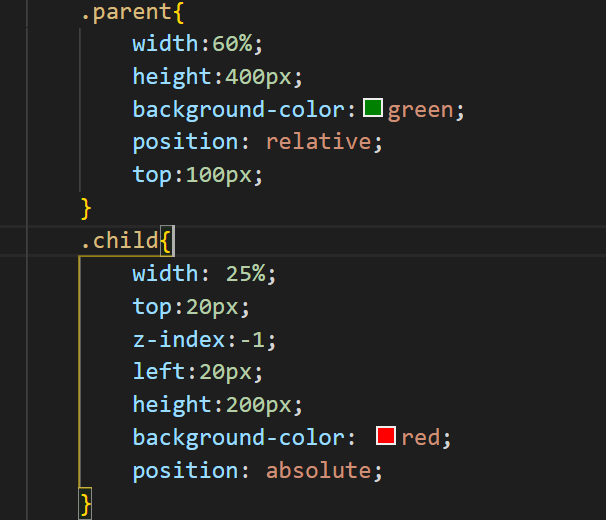 .parent{
width:60%;
height:400px;
background-color:green;
position: relative;
top:100px;
}
.child{
width: 25%;
top:20px;
z-index:-1;
left:20px;
height:200px;
background-color: red;
position: absolute;
}